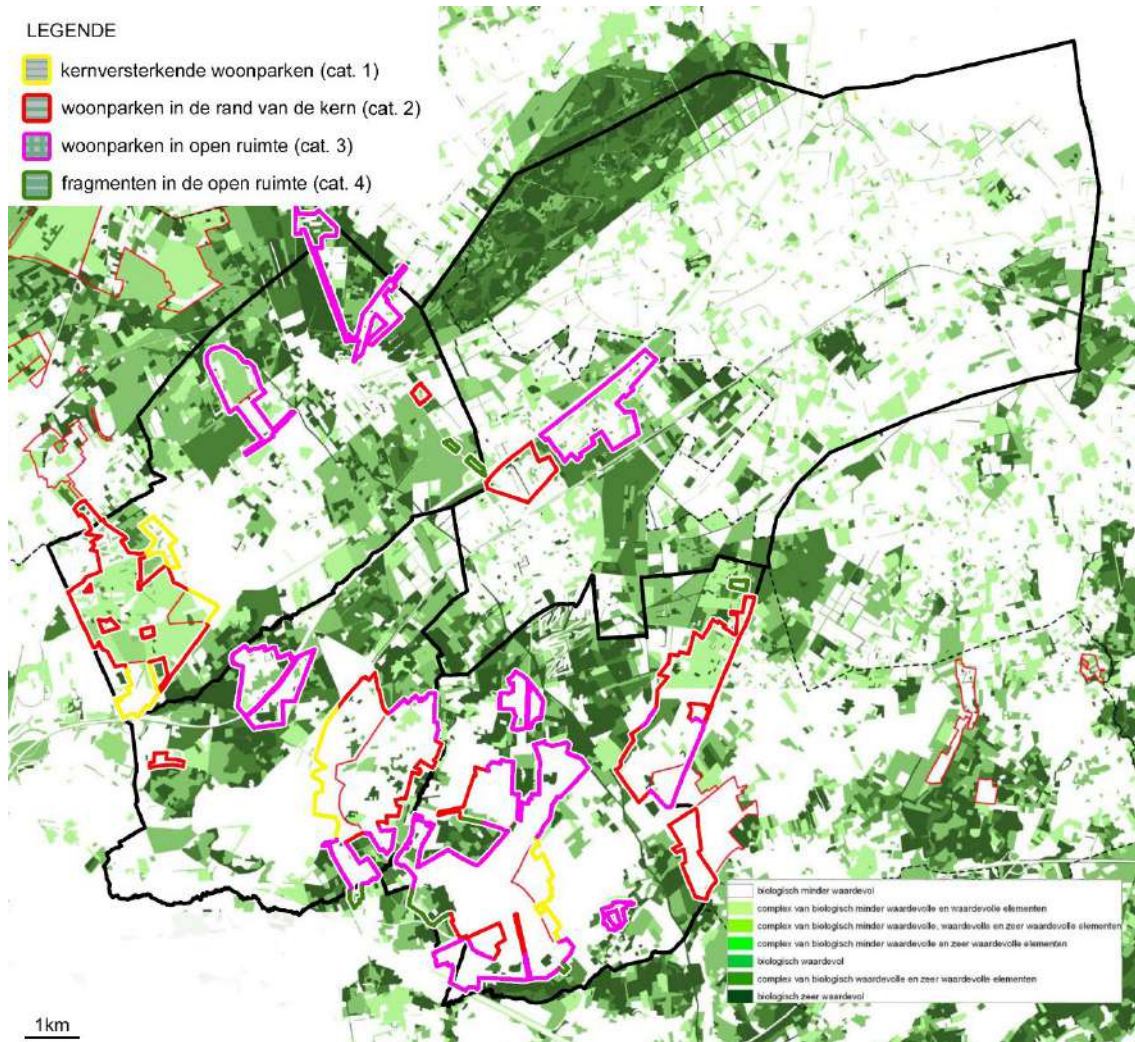 LEGENDE
kernversterkende woonparken (cat. 1)
woonparken in de rand van de kern (cat. 2)
woonparken in open ruimte (cat. 3)
fragmenten in de open ruimte (cat. 4)
biologisch minder waardevol
complex van biologisch minder waardevolle en waardevolle elementen
complex van biologisch minder waardevolle, waardevolle en zeer waardevolle elementen
complex van biologisch minder waardevolle en zeer waardevolle elementen
biologisch waardevol
complex van biologisch waardevolle en zeer waardevolle elementen
biologisch zeer waardevol
1km